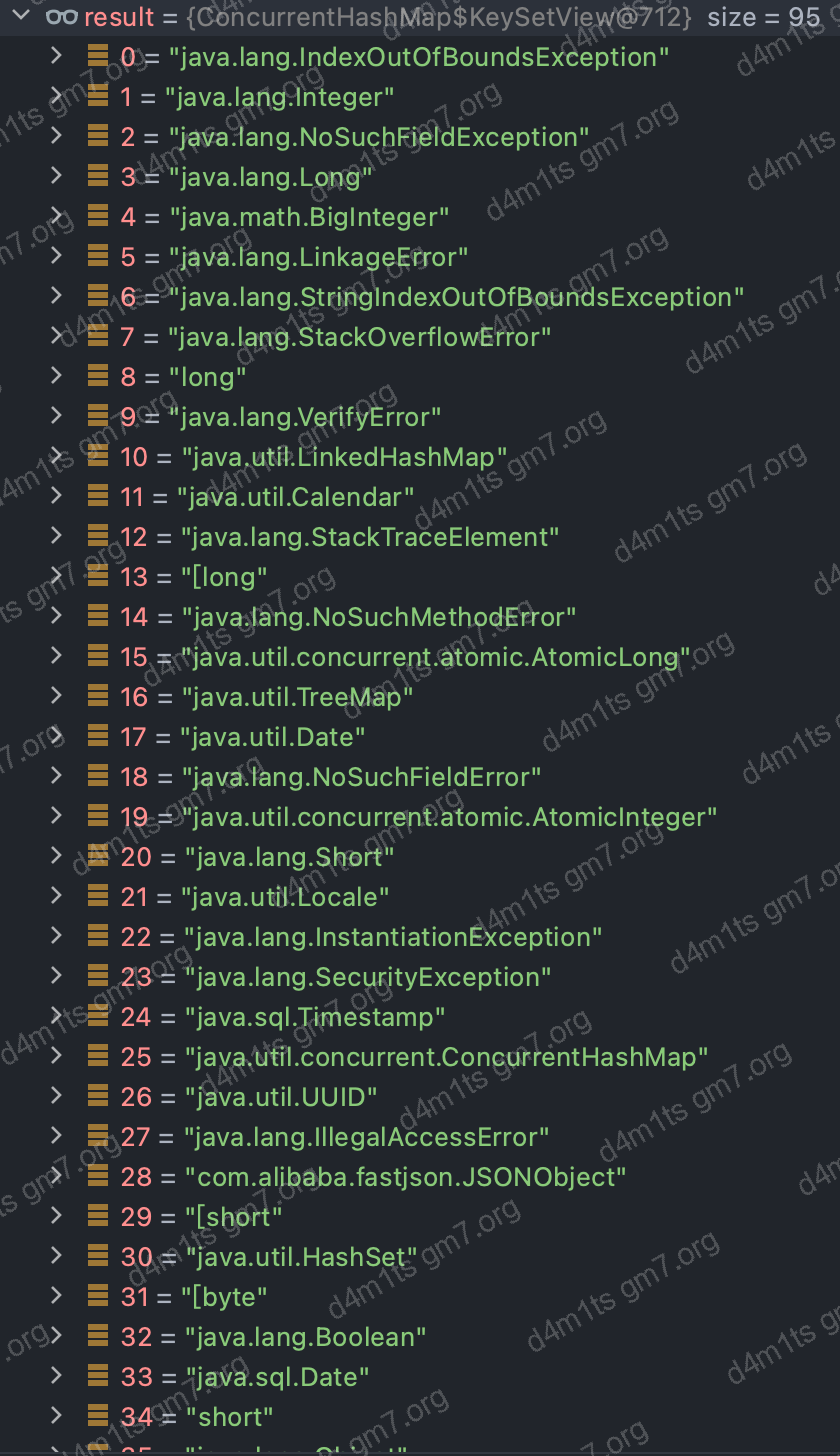 result = {ConcurrentHashMap$KeySetView@712} size = 95
0 = "java.lang.IndexOutOfBoundsException"
1 = "java.lang.Integer"
2 = "java.lang.NoSuchFieldException"
3 = "java.lang.Long"
4 = "java.math.BigInteger"
5 = "java.lang.LinkageError"
6 = "java.lang.StringIndexOutOfBoundsException"
7 = "java.lang.StackOverflowError"
8 = "long"
9 = "java.lang.VerifyError"
10 = "java.util.LinkedHashMap"
11 = "java.util.Calendar"
12 = "java.lang.StackTraceElement"
13 = "[long"
14 = "java.lang.NoSuchMethodError"
15 = "java.util.concurrent.atomic.AtomicLong"
16 = "java.util.TreeMap"
17 = "java.util.Date"
18 = "java.lang.NoSuchFieldError"
19 = "java.util.concurrent.atomic.AtomicInteger"
20 = "java.lang.Short"
21 = "java.util.Locale"
22 = "java.lang.InstantiationException"
23 = "java.lang.SecurityException"
24 = "java.sql.Timestamp"
25 = "java.util.concurrent.ConcurrentHashMap"
26 = "java.util.UUID"
27 = "java.lang.IllegalAccessError"
28 = "com.alibaba.fastjson.JSONObject"
29 = "[short"
30 = "java.util.HashSet"
31 = "[byte"
32 = "java.lang.Boolean"
33 = "java.sql.Date"
34 = "short"
35 = "java.lang.Object"
d4m1ts gm7.org